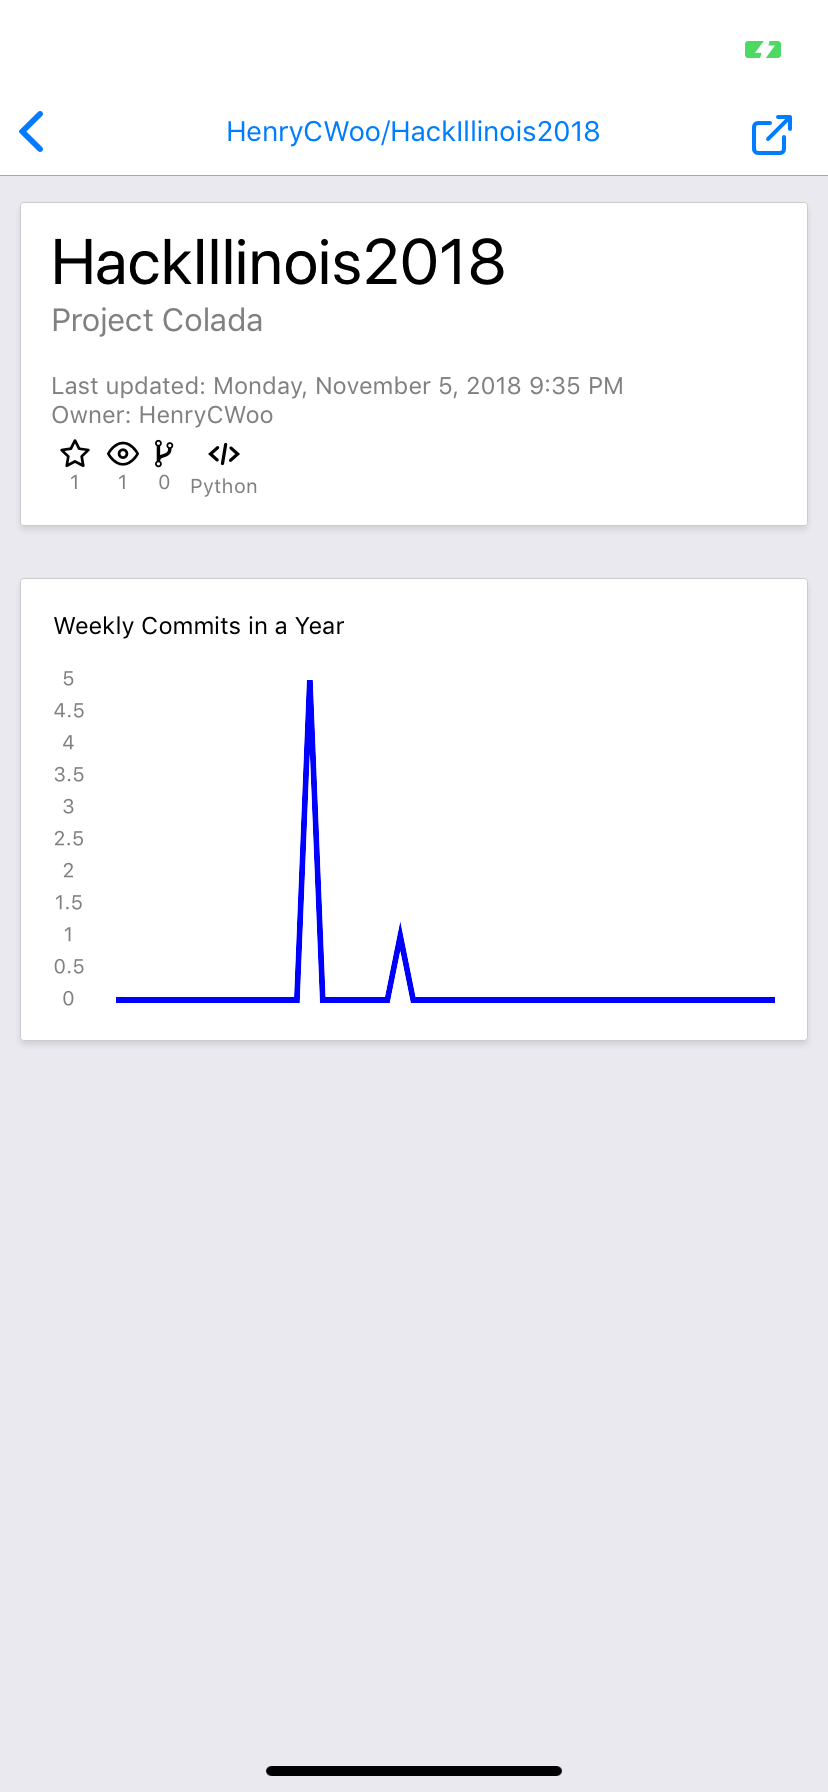 HenryCWoo/HackIllinois2018
HackIllinois2018
Project Colada
Last updated: Monday, November 5, 2018 9:35 PM
Owner: HenryCWoo
1 1 0 Python
Weekly Commits in a Year
5
4.5
4
3.5
3
2.5
2
1.5
1
0.5
0